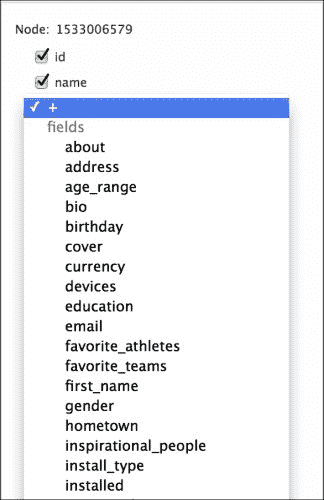 Node: 1533006579
id
name
+
fields
about
address
age_range
bio
birthday
cover
currency
devices
education
email
favorite_athletes
favorite_teams
first_name
gender
hometown
inspirational_people
install_type
installed